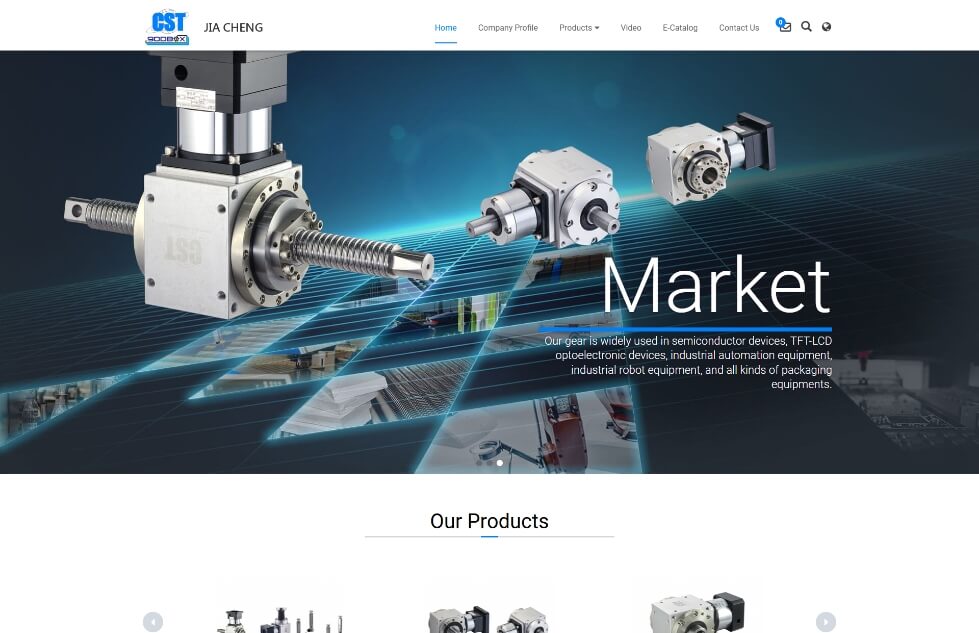 CST
900BOX
JIA CHENG
Home
Company Profile
Products
Video
E-Catalog
Contact Us
0
CST
Market
Our gear is widely used in semiconductor devices, TFT-LCD
optoelectronic devices, industrial automation equipment,
industrial robot equipment, and all kinds of packaging
equipments.
Our Products